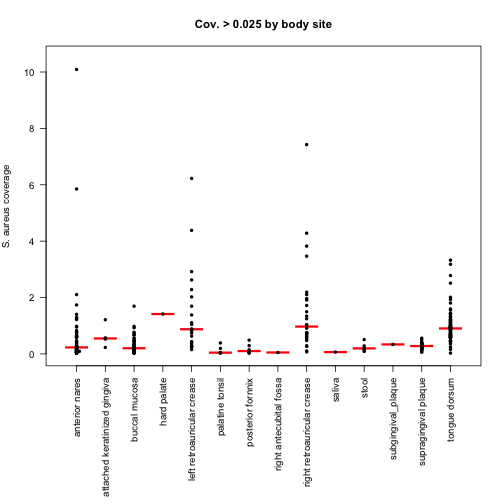 Cov. > 0.025 by body site
S. aureus coverage
10
8
6
4
2
0
anterior nares
attached keratinized gingiva
buccal mucosa
hard palate
left retroauricular crease
palatine tonsil
posterior fornnix
right antecubital fossa
right retroauricular crease
saliva
stool
subgingival_plaque
supragingival plaque
tongue dorsum